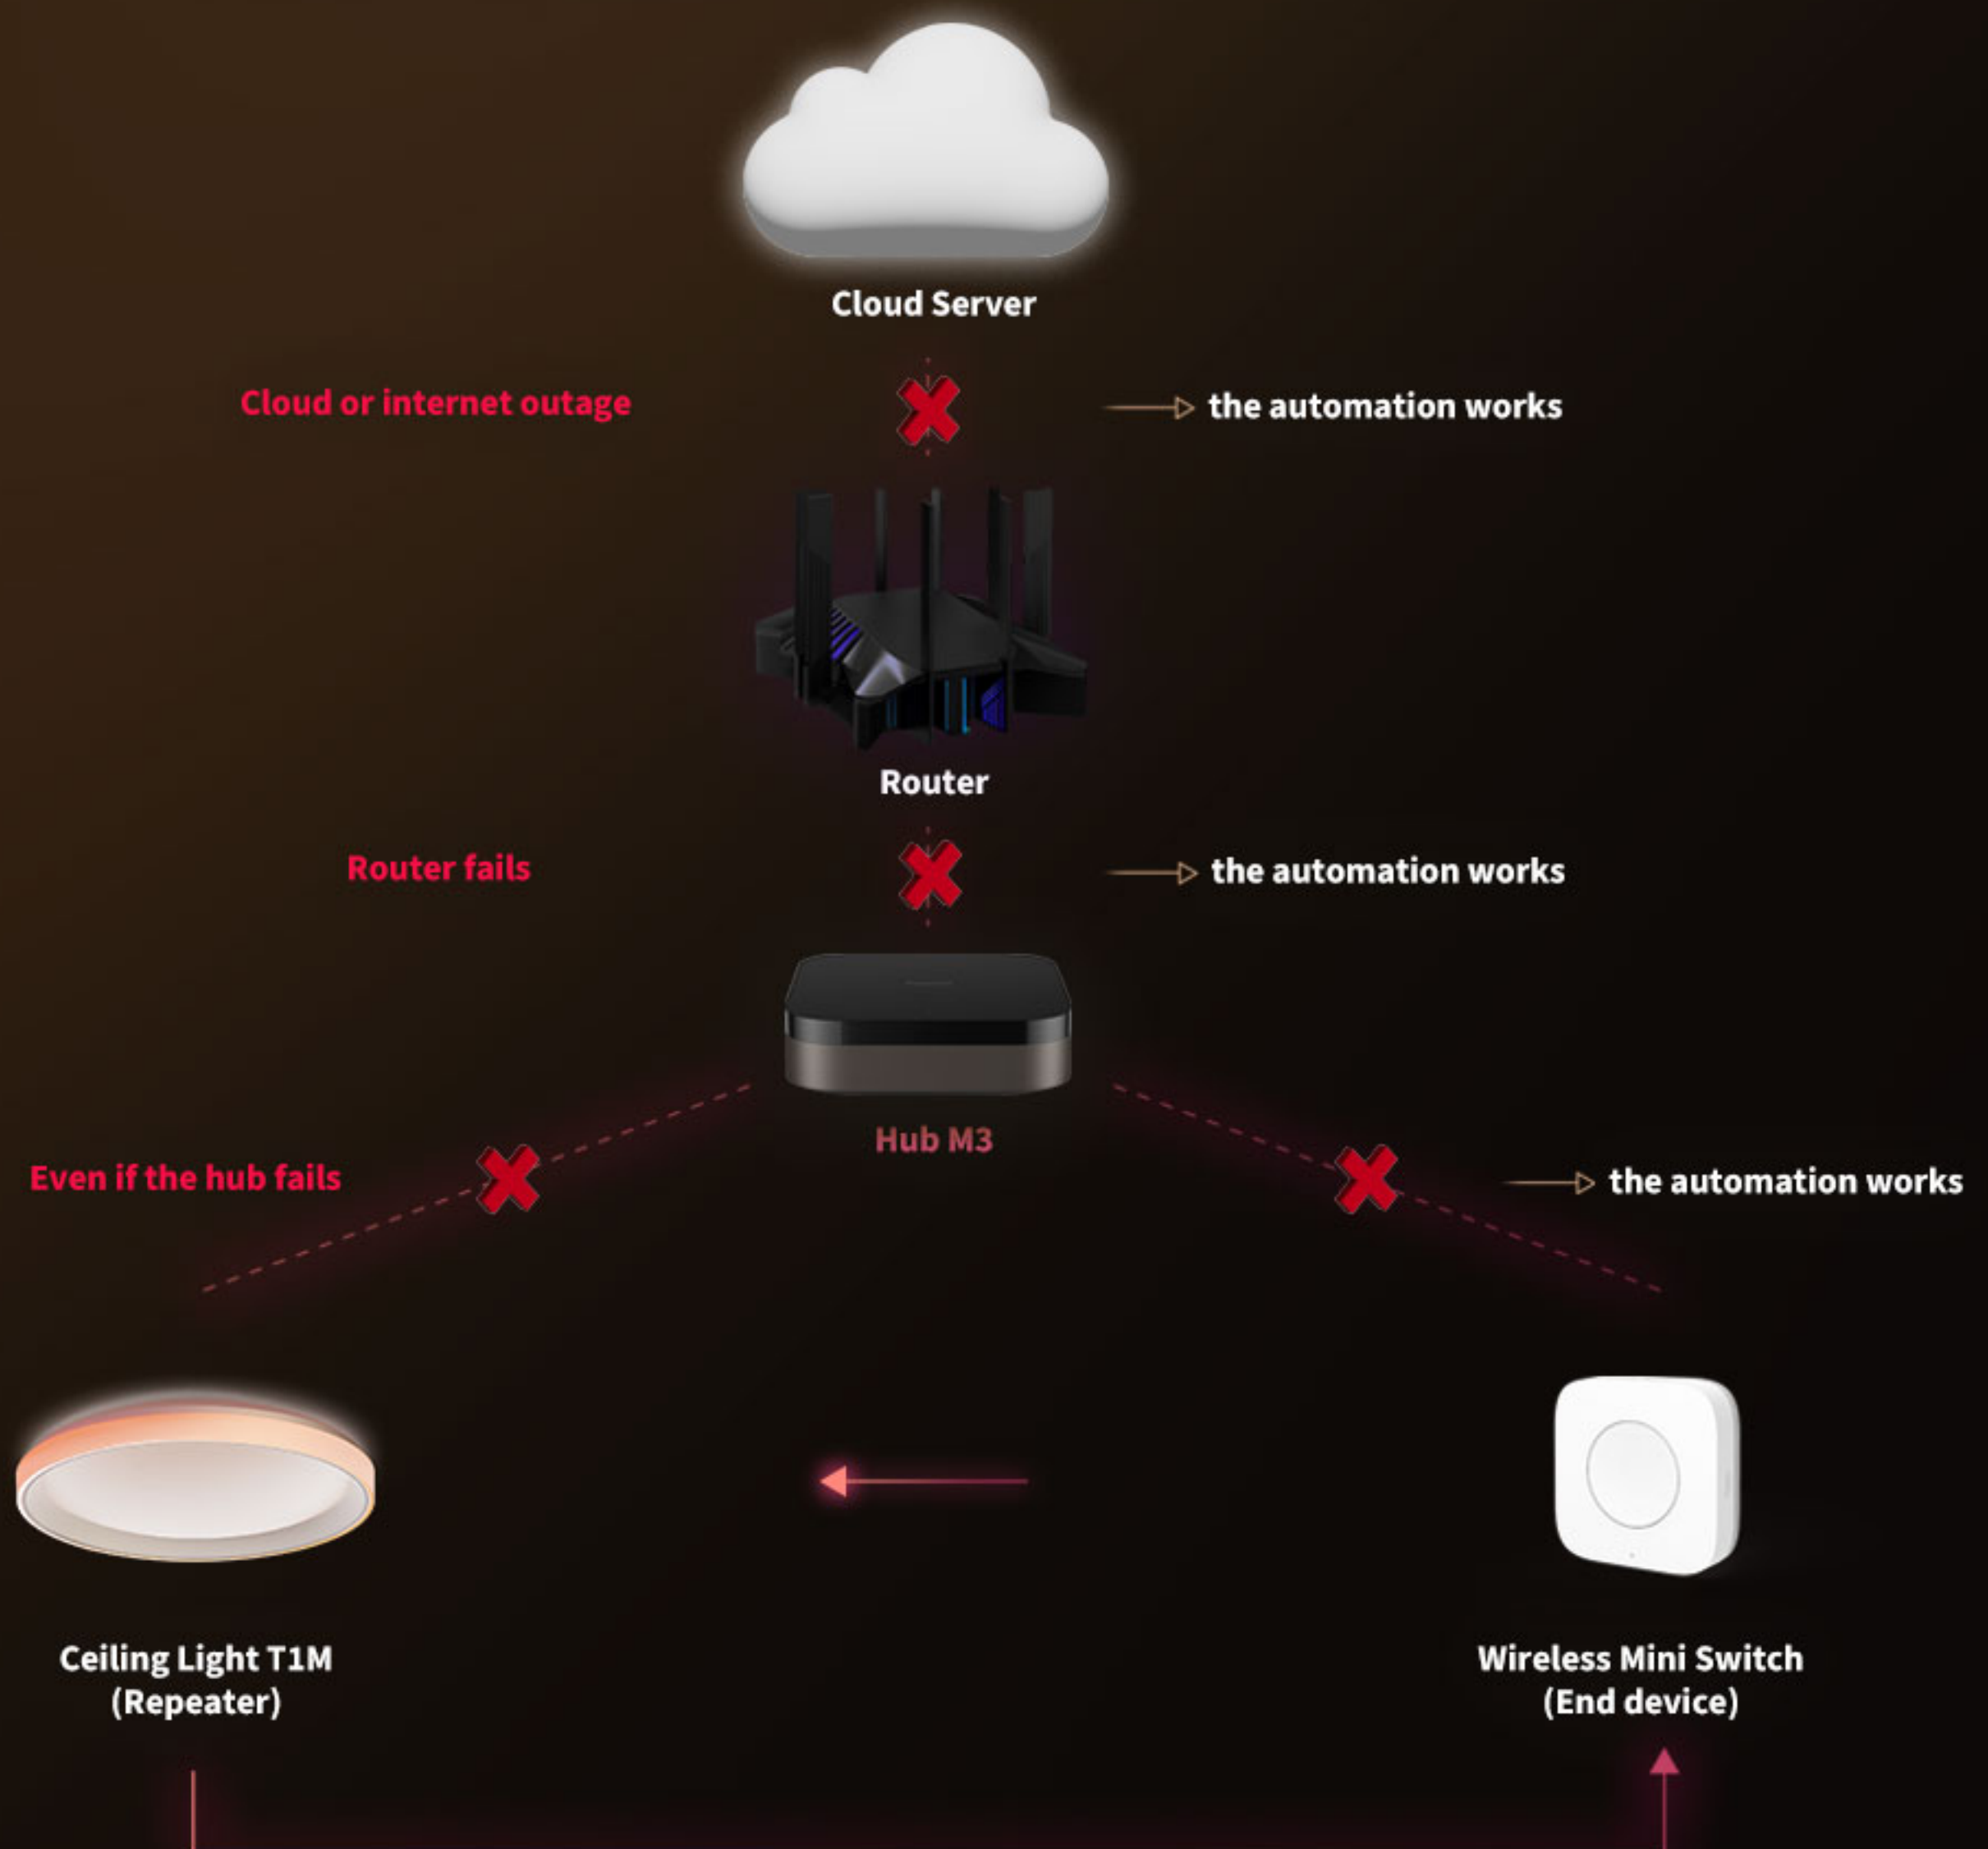 Cloud Server
Cloud or internet outage
the automation works
Router
Router fails
the automation works
Hub M3
Even if the hub fails
the automation works
Ceiling Light T1M
(Repeater)
Wireless Mini Switch
(End device)